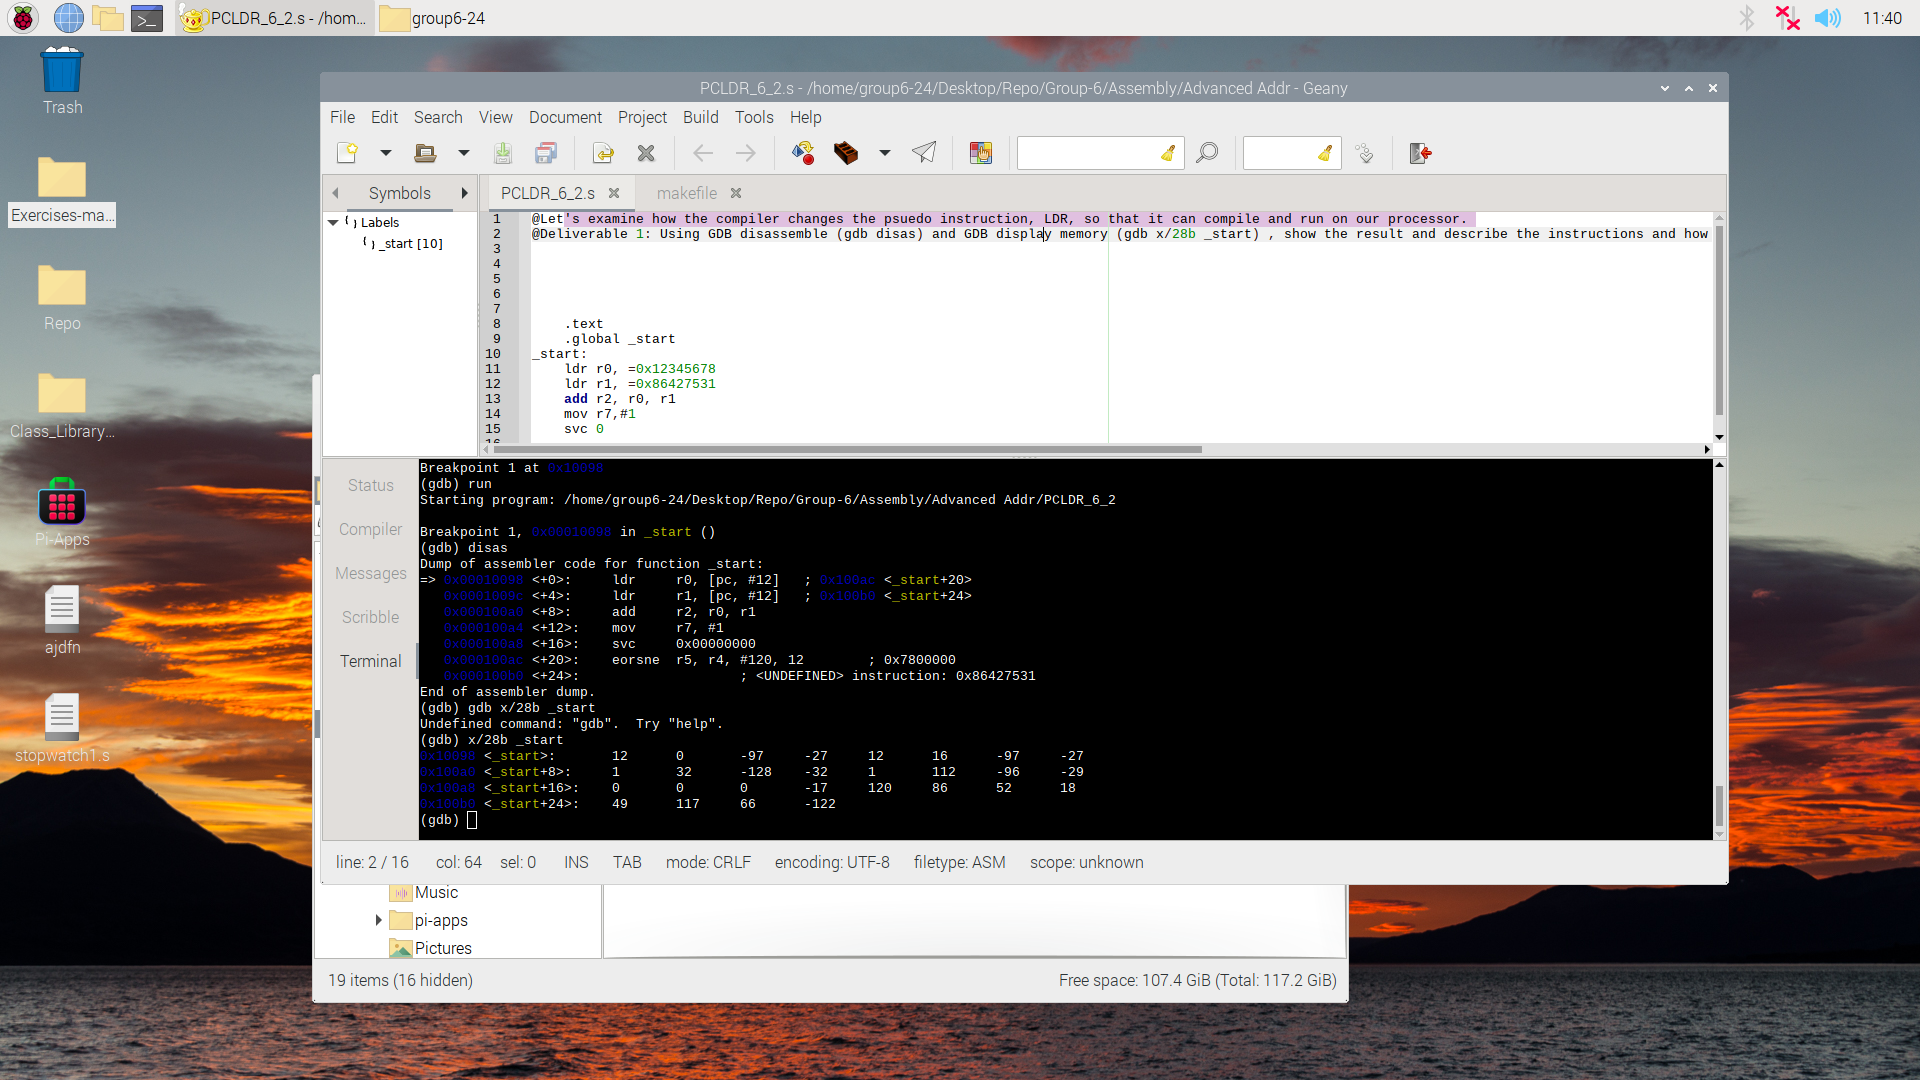 PCLDR_6_2.s - /hom...
group6-24
11:40
Trash
Exercises-ma...
Repo
Class_Library...
Pi-Apps
ajdfn
stopwatch1.s
PCLDR_6_2.s - /home/group6-24/Desktop/Repo/Group-6/Assembly/Advanced Addr - Geany
File Edit Search View Document Project Build Tools Help
Symbols
PCLDR_6_2.s
makefile
Labels
_start [10]
1 @Let's examine how the compiler changes the psuedo instruction, LDR, so that it can compile and run on our processor.
2 @Deliverable 1: Using GDB disassemble (gdb disas) and GDB display memory (gdb x/28b _start) , show the result and describe the instructions and how
3
4
5
6
7
8 .text
9 .global _start
10 _start:
11 ldr r0, =0x12345678
12 ldr r1, =0x86427531
13 add r2, r0, r1
14 mov r7,#1
15 svc 0
16
Status
Compiler
Messages
Scribble
Terminal
Breakpoint 1 at 0x10098
(gdb) run
Starting program: /home/group6-24/Desktop/Repo/Group-6/Assembly/Advanced Addr/PCLDR_6_2
Breakpoint 1, 0x00010098 in _start ()
(gdb) disas
Dump of assembler code for function _start:
=> 0x00010098 <+0>: ldr r0, [pc, #12] ; 0x100ac <_start+20>
0x0001009c <+4>: ldr r1, [pc, #12] ; 0x100b0 <_start+24>
0x000100a0 <+8>: add r2, r0, r1
0x000100a4 <+12>: mov r7, #1
0x000100a8 <+16>: svc 0x00000000
0x000100ac <+20>: eorsne r5, r4, #120, 12 ; 0x7800000
0x000100b0 <+24>: ; <UNDEFINED> instruction: 0x86427531
End of assembler dump.
(gdb) gdb x/28b _start
Undefined command: "gdb". Try "help".
(gdb) x/28b _start
0x10098 <_start>: 12 0 -97 -27 12 16 -97 -27
0x100a0 <_start+8>: 1 32 -128 -32 1 112 -96 -29
0x100a8 <_start+16>: 0 0 0 -17 120 86 52 18
0x100b0 <_start+24>: 49 117 66 -122
(gdb)
line: 2 / 16 col: 64 sel: 0 INS TAB mode: CRLF encoding: UTF-8 filetype: ASM scope: unknown
Music
pi-apps
Pictures
19 items (16 hidden)
Free space: 107.4 GiB (Total: 117.2 GiB)